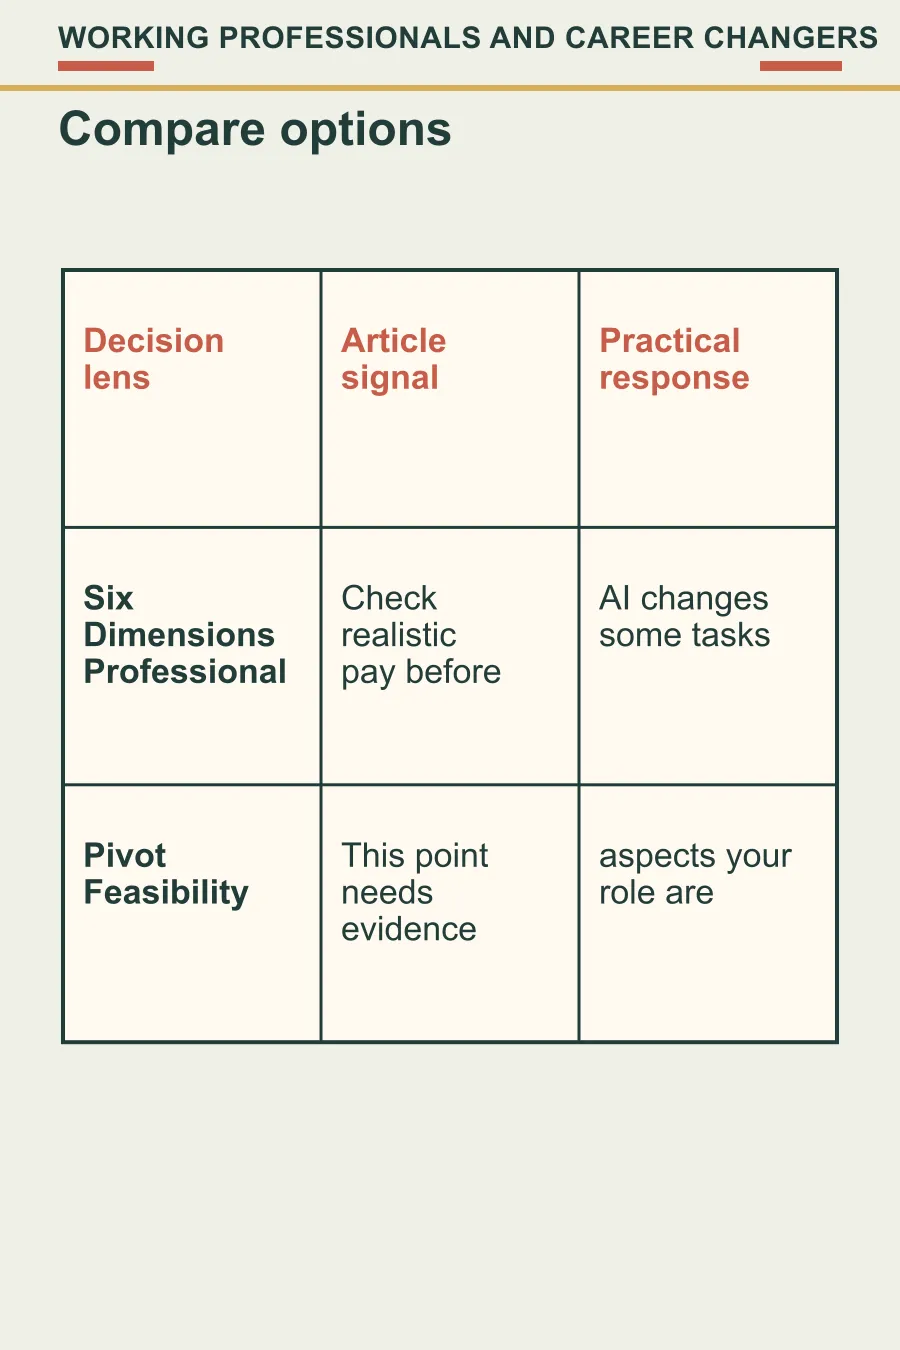 WORKING PROFESSIONALS AND CAREER CHANGERS
Compare options
Decision
lens
Article
signal
Practical
response
Six
Dimensions
Professional
Check
realistic
pay before
AI changes
some tasks
Pivot
Feasibility
This point
needs
evidence
aspects your
role are